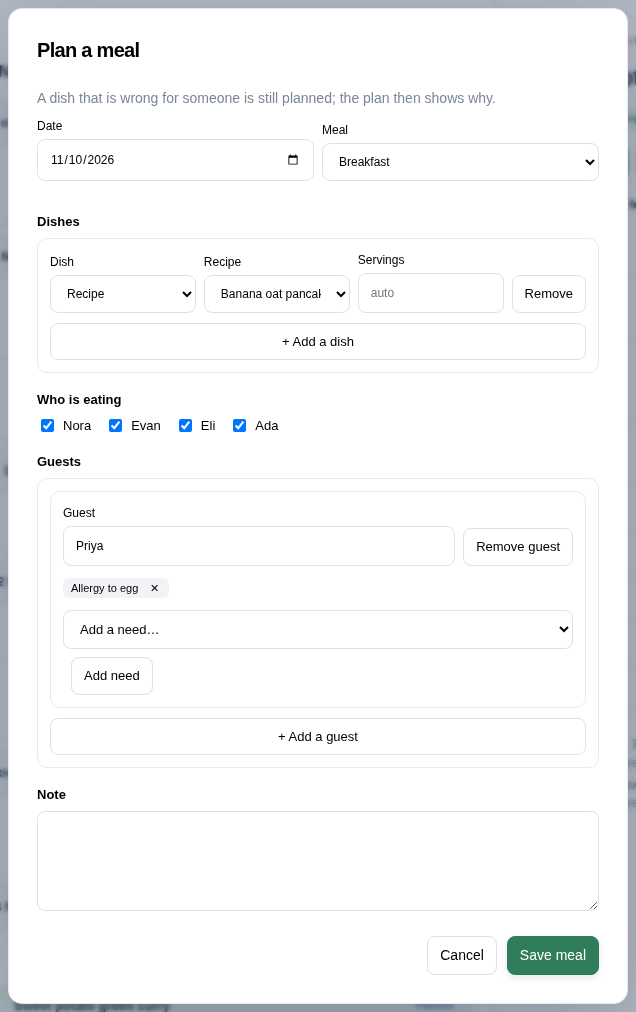 Plan a meal
A dish that is wrong for someone is still planned; the plan then shows why.
Date
Meal
11/10/2026
Breakfast
Dishes
Dish
Recipe
Servings
Recipe
Banana oat pancak
auto
Remove
+ Add a dish
Who is eating
Nora
Evan
Eli
Ada
Guests
Guest
Priya
Remove guest
Allergy to egg ✕
Add a need…
Add need
+ Add a guest
Note
Cancel
Save meal